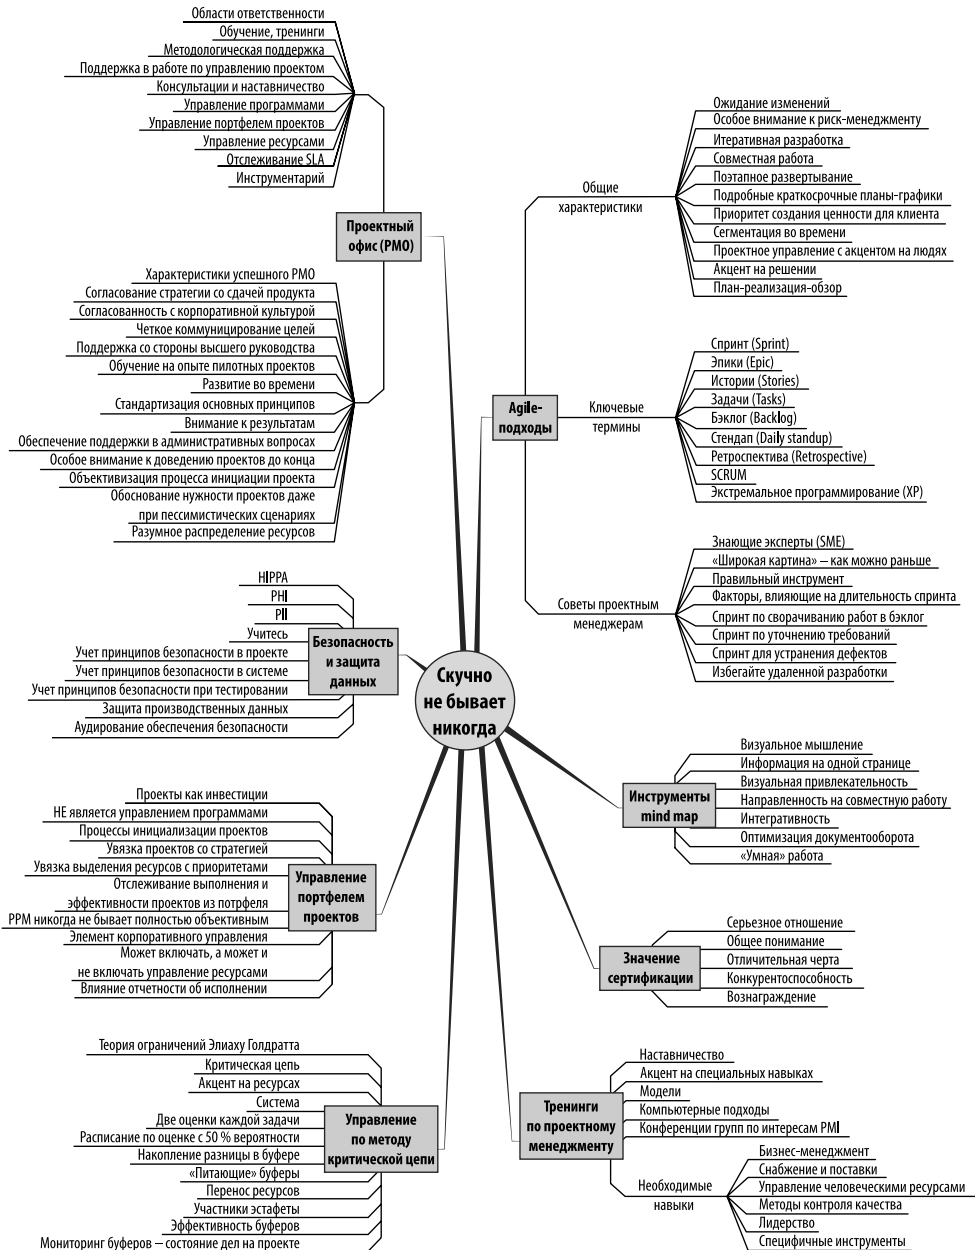 Области ответственности
Обучение, тренинги
Методологическая поддержка
Поддержка в работе по управлению проектом
Консультации и наставничество
Управление программами
Управление портфелем проектов
Управление ресурсами
Отслеживание SLA
Инструментарий
Проектный
офис (PMO)
Характеристики успешного PMO
Согласование стратегии со сдачей продукта
Согласованность с корпоративной культурой
Четкое коммуницирование целей
Поддержка со стороны высшего руководства
Обучение на опыте пилотных проектов
Развитие во времени
Стандартизация основных принципов
Внимание к результатам
Обеспечение поддержки в административных вопросах
Особое внимание к доведению проектов до конца
Объективизация процесса инициации проекта
Обоснование нужности проектов даже
при пессимистических сценариях
Разумное распределение ресурсов
HIPPA
PHI
PII
Учитесь
Учет принципов безопасности в проекте
Учет принципов безопасности в системе
Учет принципов безопасности при тестировании
Защита производственных данных
Аудирование обеспечения безопасности
Безопасность
и защита
данных
Скучно
не бывает
никогда
Проекты как инвестиции
НЕ является управлением программами
Процессы инициализации проектов
Увязка проектов со стратегией
Увязка выделения ресурсов с приоритетами
Отслеживание выполнения и
эффективности проектов из потрфеля
PPM никогда не бывает полностью объективным
Элемент корпоративного управления
Может включать, а может и
не включать управление ресурсами
Влияние отчетности об исполнении
Управление
портфелем
проектов
Теория ограничений Элиаху Голдратта
Критическая цепь
Акцент на ресурсах
Система
Две оценки каждой задачи
Расписание по оценке с 50 % вероятности
Накопление разницы в буфере
«Питающие» буферы
Перенос ресурсов
Участники эстафеты
Эффективность буферов
Мониторинг буферов – состояние дел на проекте
Управление
по методу
критической цепи
Agile-
подходы
Общие
характеристики
Ожидание изменений
Особое внимание к риск-менеджменту
Итеративная разработка
Совместная работа
Поэтапное развертывание
Подробные краткосрочные планы-графики
Приоритет создания ценности для клиента
Сегментация во времени
Проектное управление с акцентом на людях
Акцент на решении
План-реализация-обзор
Ключевые
термины
Спринт (Sprint)
Эпики (Epic)
Истории (Stories)
Задачи (Tasks)
Бэклог (Backlog)
Стендап (Daily standup)
Ретроспектива (Retrospective)
SCRUM
Экстремальное программирование (XP)
Советы проектным
менеджерам
Знающие эксперты (SME)
«Широкая картина» – как можно раньше
Правильный инструмент
Факторы, влияющие на длительность спринта
Спринт по сворачиванию работ в бэклог
Спринт по уточнению требований
Спринт для устранения дефектов
Избегайте удаленной разработки
Инструменты
mind map
Визуальное мышление
Информация на одной странице
Визуальная привлекательность
Направленность на совместную работу
Интегративность
Оптимизация документооборота
«Умная» работа
Значение
сертификации
Серьезное отношение
Общее понимание
Отличительная черта
Конкурентоспособность
Вознаграждение
Тренинги
по проектному
менеджменту
Наставничество
Акцент на специальных навыках
Модели
Компьютерные подходы
Конференции групп по интересам PMI
Необходимые
навыки
Бизнес-менеджмент
Снабжение и поставки
Управление человеческими ресурсами
Методы контроля качества
Лидерство
Специфичные инструменты